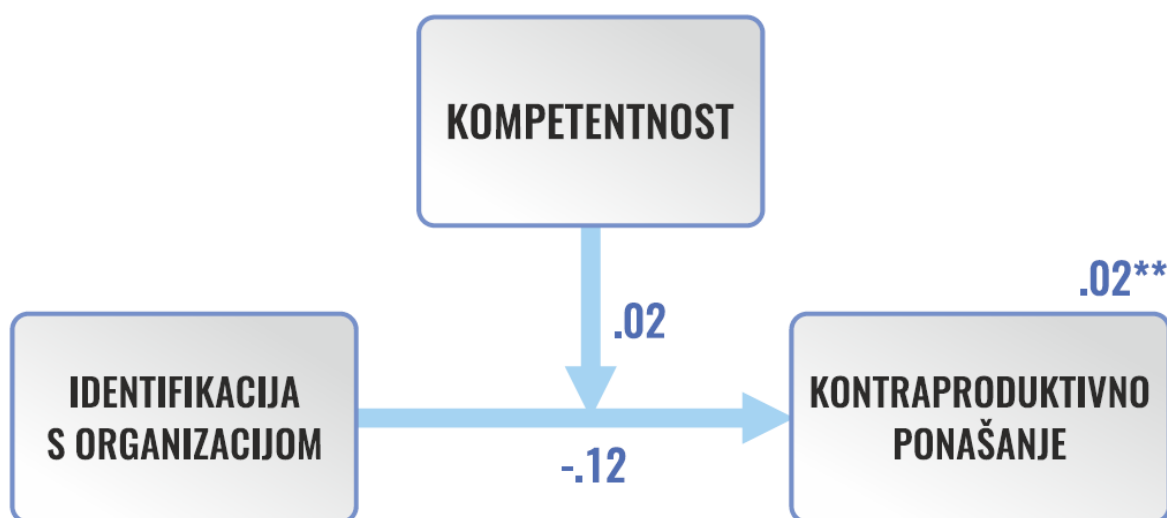 KOMPETENTNOST
.02**
.02
IDENTIFIKACIJA
S ORGANIZACIJOM
KONTRAPRODUKTIVNO
PONAŠANJE
-.12